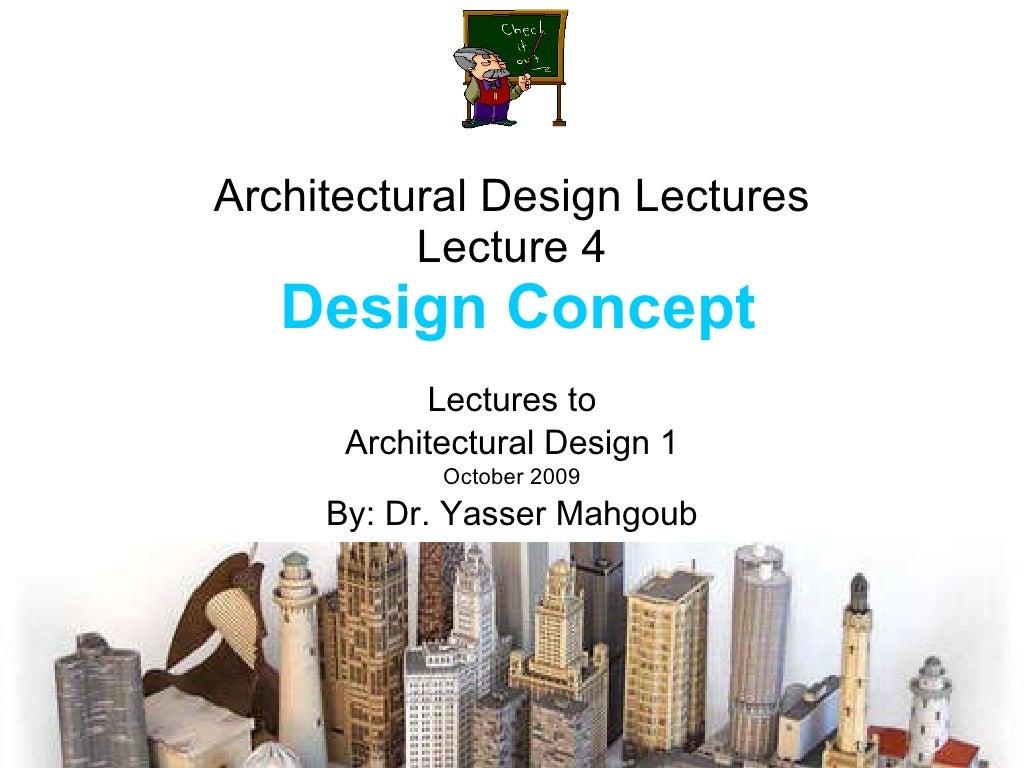 Check
it
out
Architectural Design Lectures
Lecture 4
Design Concept
Lectures to
Architectural Design 1
October 2009
By: Dr. Yasser Mahgoub